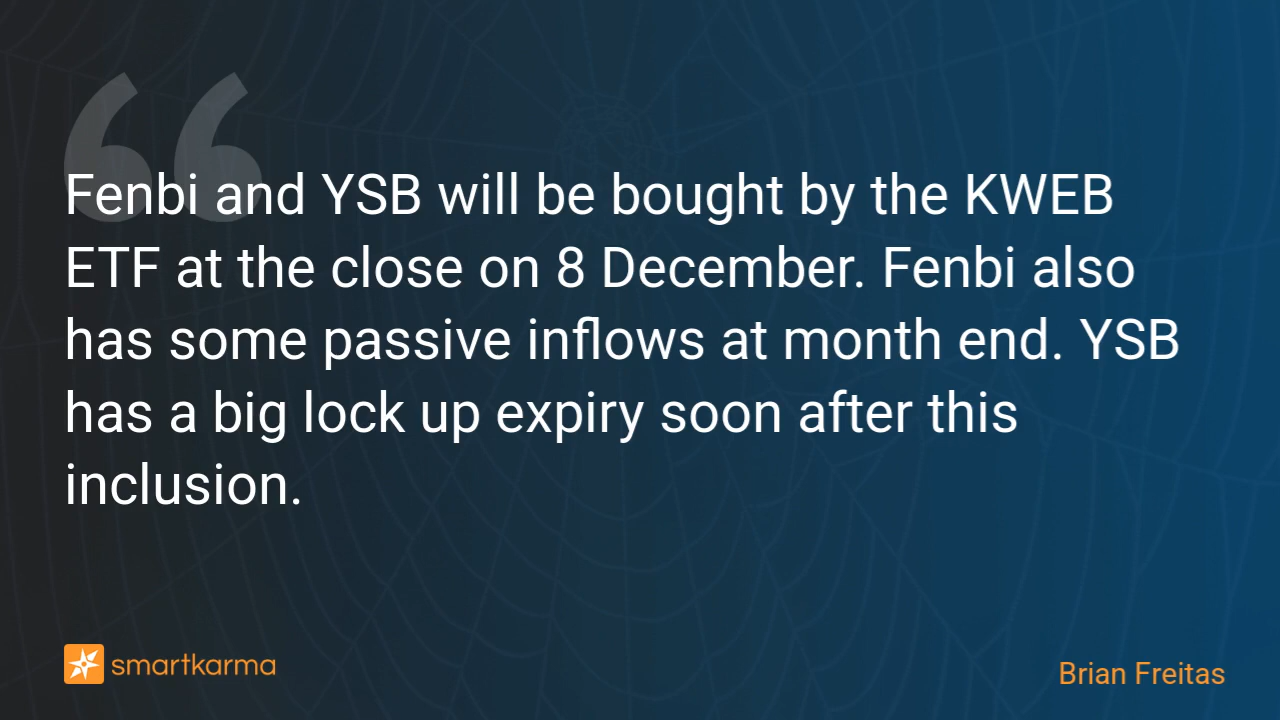 Fenbi and YSB will be bought by the KWEB
ETF at the close on 8 December. Fenbi also
has some passive inflows at month end. YSB
has a big lock up expiry soon after this
inclusion.
smartkarma
Brian Freitas